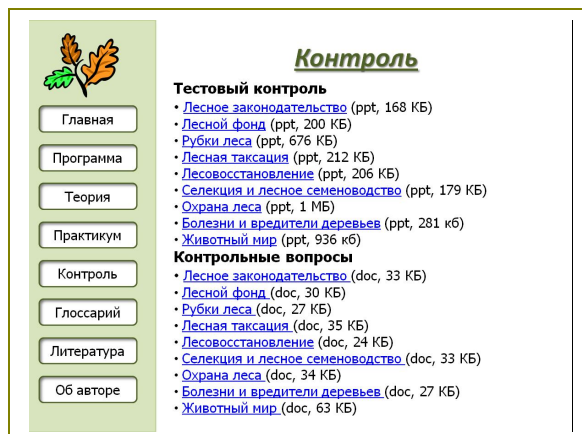 Контроль
Главная
Программа
Теория
Практикум
Контроль
Глоссарий
Литература
Об авторе
Тестовый контроль
• Лесное законодательство (ppt, 168 КБ)
• Лесной фонд (ppt, 200 КБ)
• Рубки леса (ppt, 676 КБ)
• Лесная таксация (ppt, 212 КБ)
• Лесовосстановление (ppt, 206 КБ)
• Селекция и лесное семеноводство (ppt, 179 КБ)
• Охрана леса (ppt, 1 МБ)
• Болезни и вредители деревьев (ppt, 281 кб)
• Животный мир (ppt, 936 кб)
Контрольные вопросы
• Лесное законодательство (doc, 33 КБ)
• Лесной фонд (doc, 30 КБ)
• Рубки леса (doc, 27 КБ)
• Лесная таксация (doc, 35 КБ)
• Лесовосстановление (doc, 24 КБ)
• Селекция и лесное семеноводство (doc, 33 КБ)
• Охрана леса (doc, 34 КБ)
• Болезни и вредители деревьев (doc, 27 КБ)
• Животный мир (doc, 63 КБ)